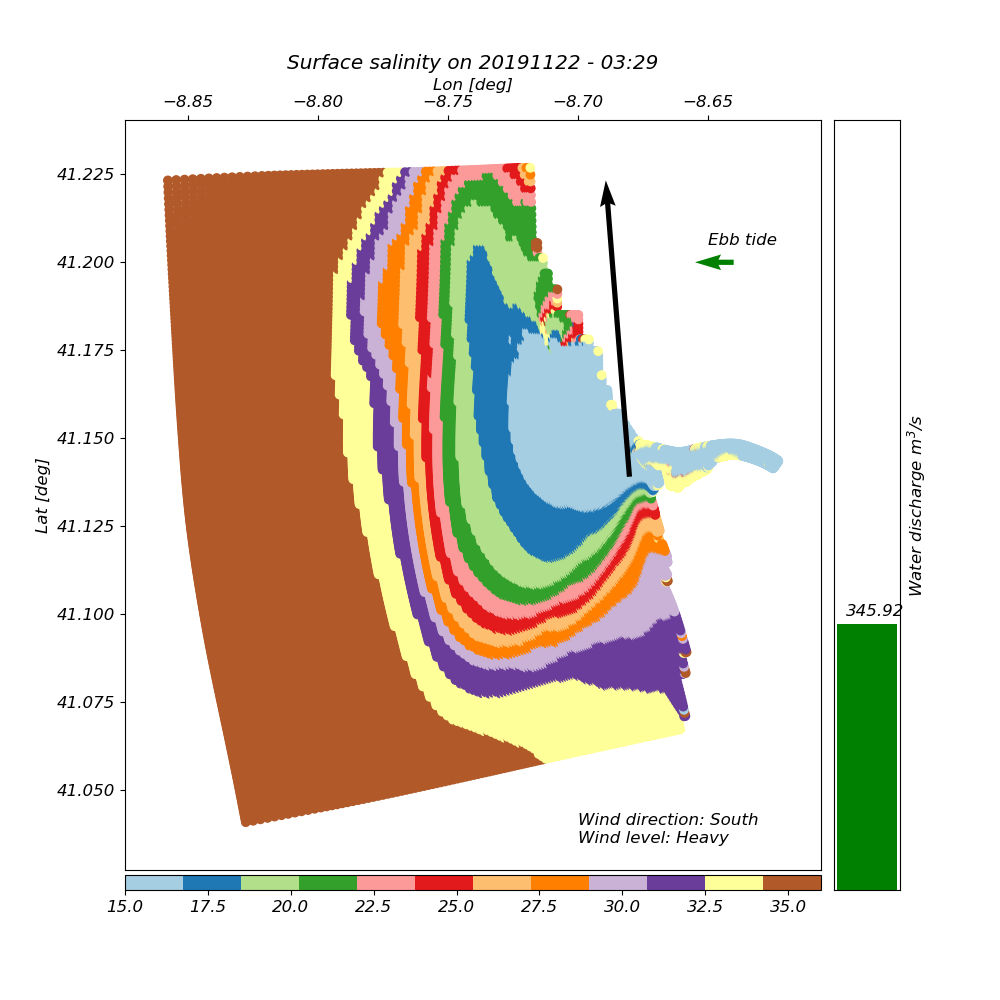 Surface salinity on 20191122 - 03:29
Lon [deg]
−8.85 −8.80 −8.75 −8.70 −8.65
41.225
41.200
41.175
41.150
41.125
41.100
41.075
41.050
Lat [deg]
Ebb tide
Wind direction: South
Wind level: Heavy
15.0 17.5 20.0 22.5 25.0 27.5 30.0 32.5 35.0
345.92
Water discharge m³/s